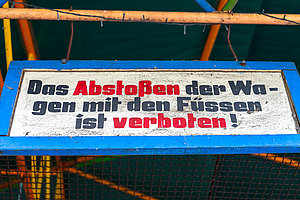 Das Abstoßen der Wa-
gen mit den Füssen
ist verboten!